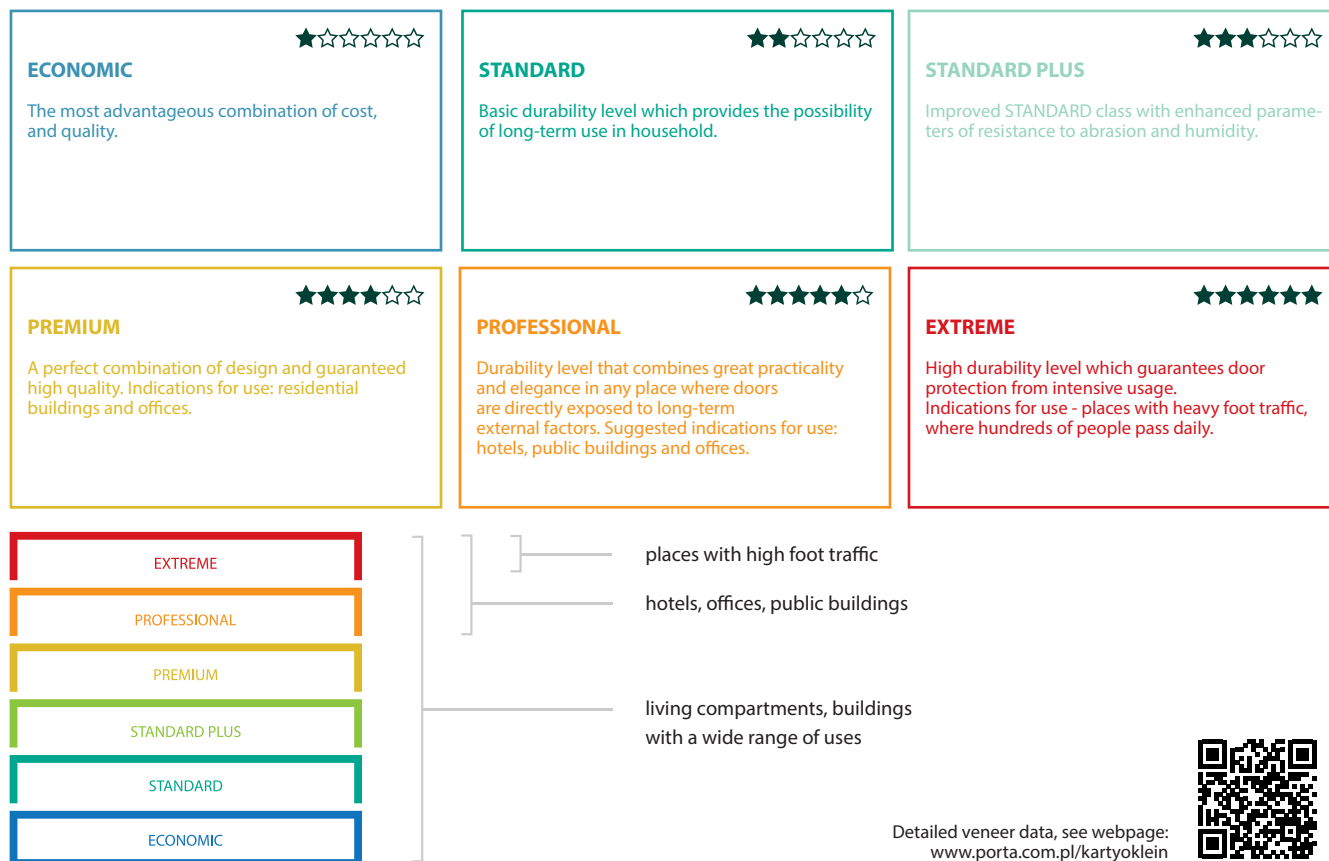 ECONOMIC
The most advantageous combination of cost,
and quality.
STANDARD
Basic durability level which provides the possibility
of long-term use in household.
STANDARD PLUS
Improved STANDARD class with enhanced parame-
ters of resistance to abrasion and humidity.
PREMIUM
A perfect combination of design and guaranteed
high quality. Indications for use: residential
buildings and offices.
PROFESSIONAL
Durability level that combines great practicality
and elegance in any place where doors
are directly exposed to long-term
external factors. Suggested indications for use:
hotels, public buildings and offices.
EXTREME
High durability level which guarantees door
protection from intensive usage.
Indications for use - places with heavy foot traffic,
where hundreds of people pass daily.
EXTREME
PROFESSIONAL
PREMIUM
STANDARD PLUS
STANDARD
ECONOMIC
places with high foot traffic
hotels, offices, public buildings
living compartments, buildings
with a wide range of uses
Detailed veneer data, see webpage:
www.porta.com.pl/kartyoklein